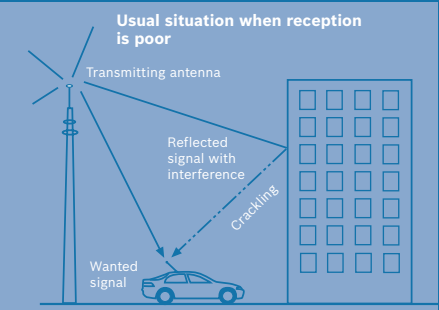 Usual situation when reception
is poor
Transmitting antenna
Reflected
signal with
interference
Crackling
Wanted
signal